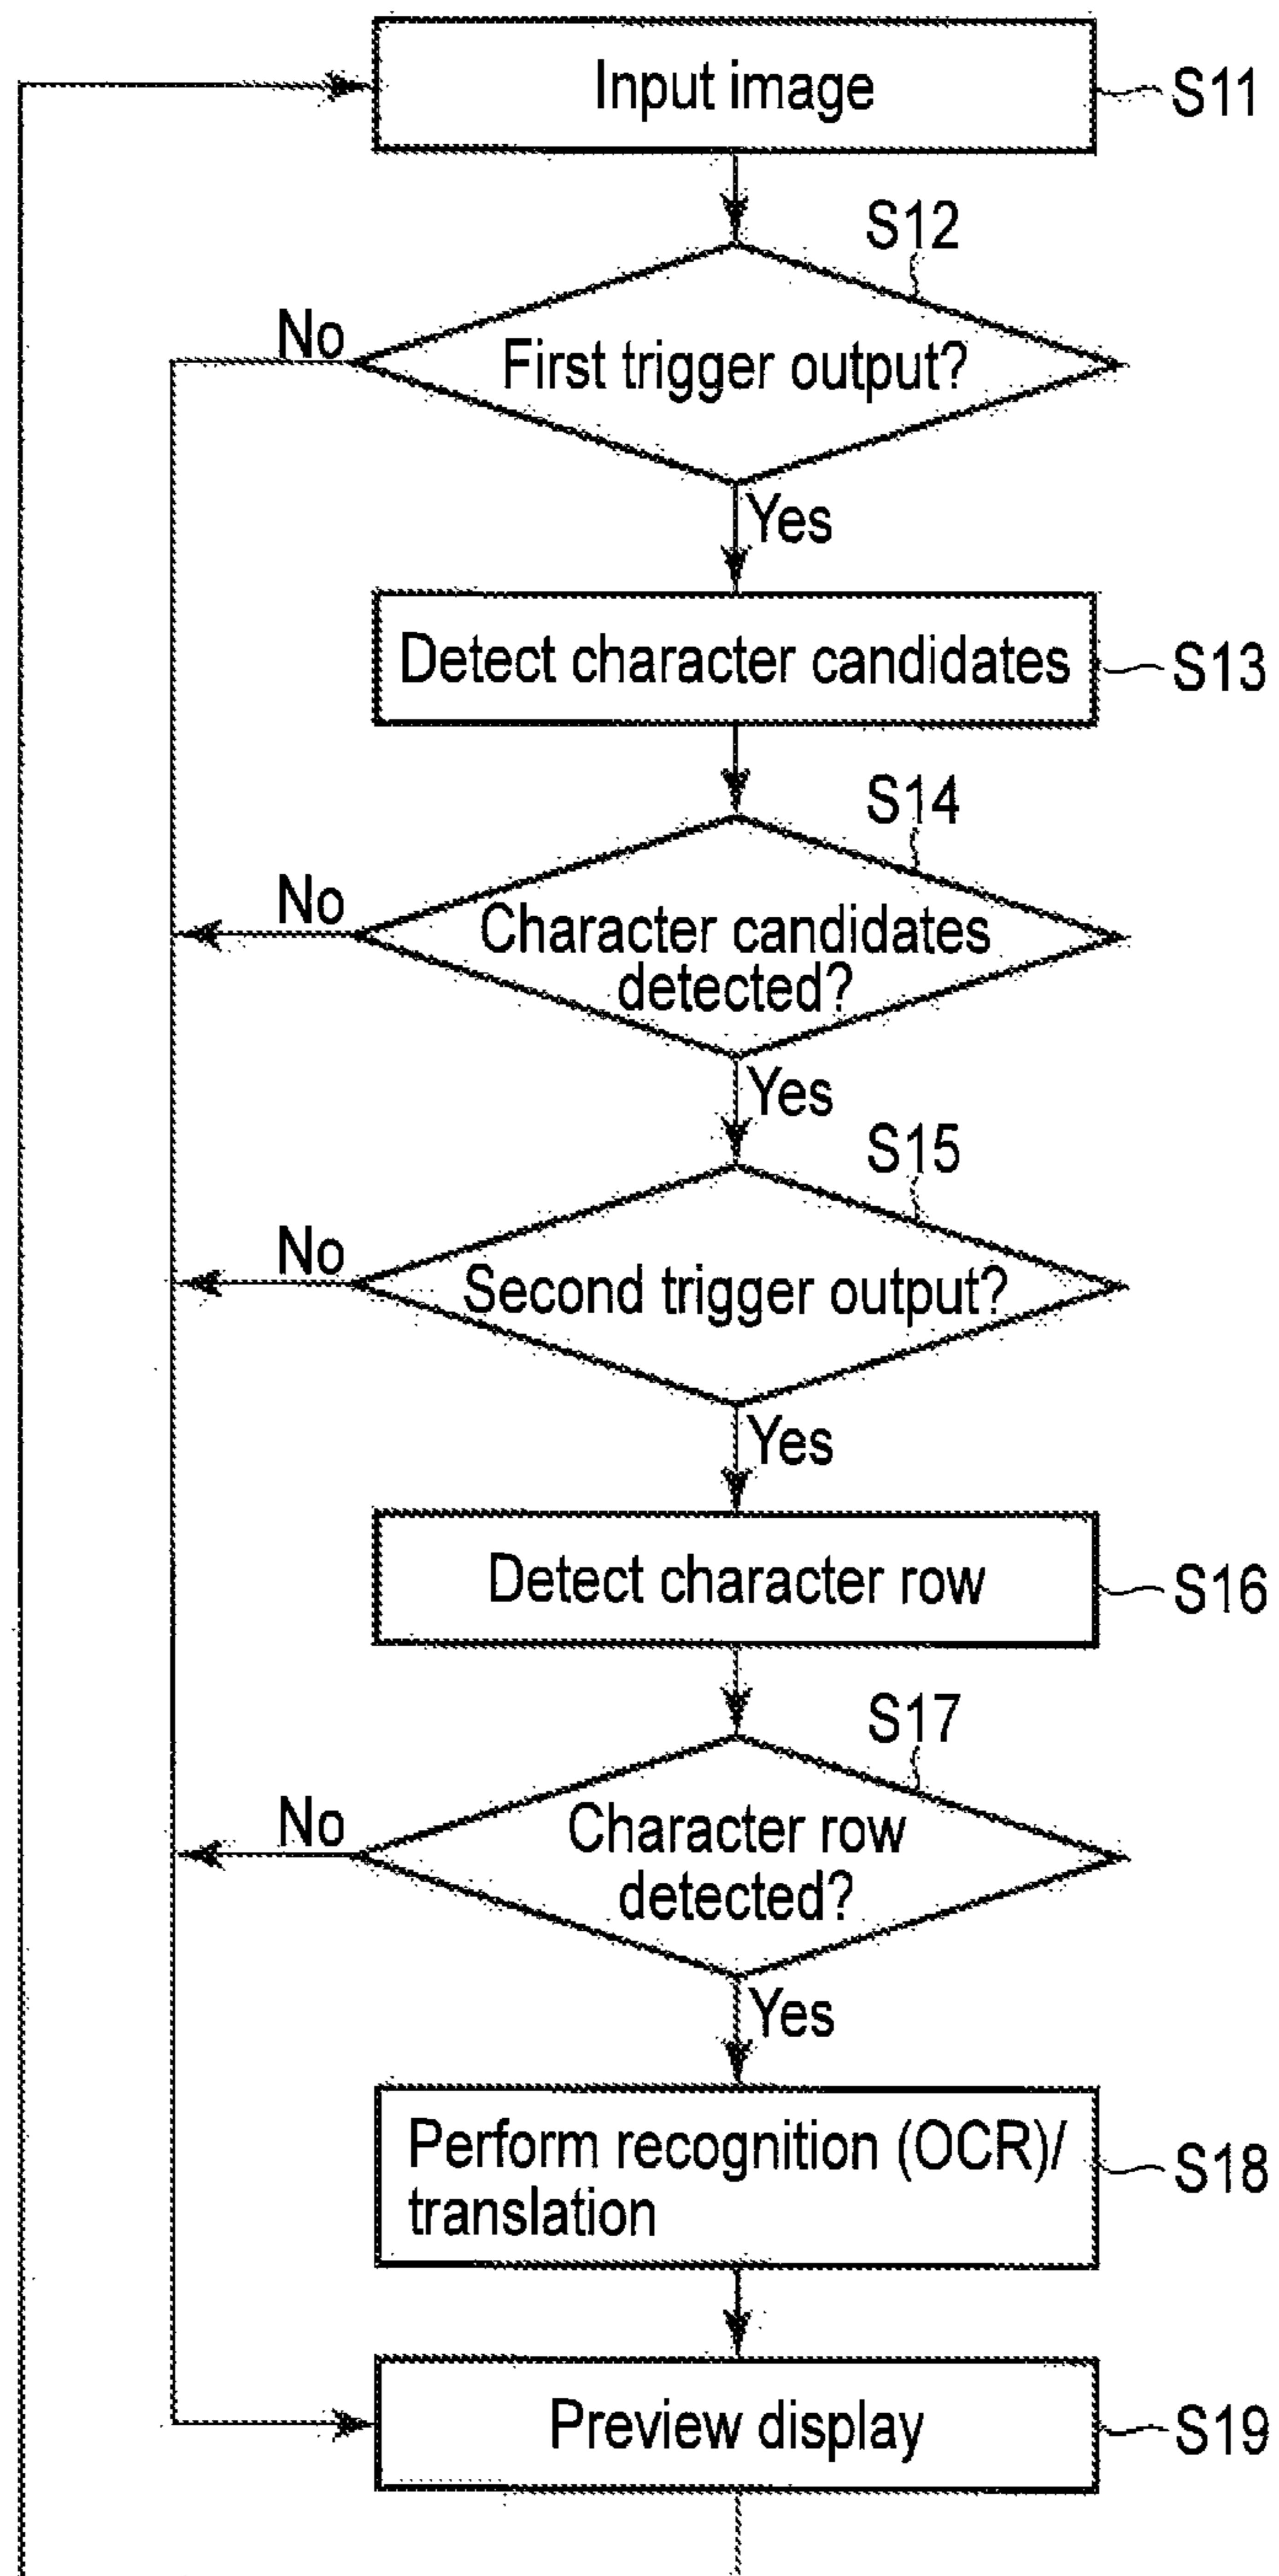 Input image
S11
S12
No
First trigger output?
Yes
Detect character candidates
S13
S14
No
Character candidates
detected?
Yes
S15
No
Second trigger output?
Yes
Detect character row
S16
S17
No
Character row
detected?
Yes
Perform recognition (OCR)/
translation
S18
Preview display
S19